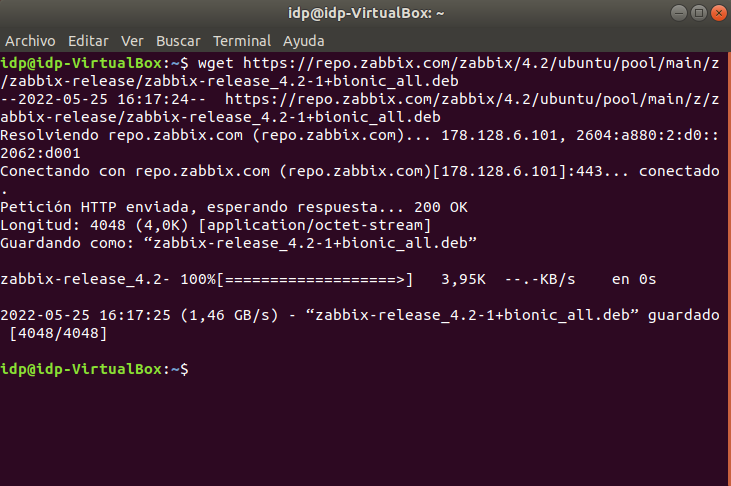 idp@idp-VirtualBox: ~
Archivo Editar Ver Buscar Terminal Ayuda
idp@idp-VirtualBox:~$ wget https://repo.zabbix.com/zabbix/4.2/ubuntu/pool/main/z
/zabbix-release/zabbix-release_4.2-1+bionic_all.deb
--2022-05-25 16:17:24--  https://repo.zabbix.com/zabbix/4.2/ubuntu/pool/main/z/z
abbix-release/zabbix-release_4.2-1+bionic_all.deb
Resolviendo repo.zabbix.com (repo.zabbix.com)... 178.128.6.101, 2604:a880:2:d0::
2062:d001
Conectando con repo.zabbix.com (repo.zabbix.com)[178.128.6.101]:443... conectado
.
Petición HTTP enviada, esperando respuesta... 200 OK
Longitud: 4048 (4,0K) [application/octet-stream]
Guardando como: “zabbix-release_4.2-1+bionic_all.deb”
zabbix-release_4.2- 100%[===================>]   3,95K  --.-KB/s    en 0s
2022-05-25 16:17:25 (1,46 GB/s) - “zabbix-release_4.2-1+bionic_all.deb” guardado
[4048/4048]
idp@idp-VirtualBox:~$